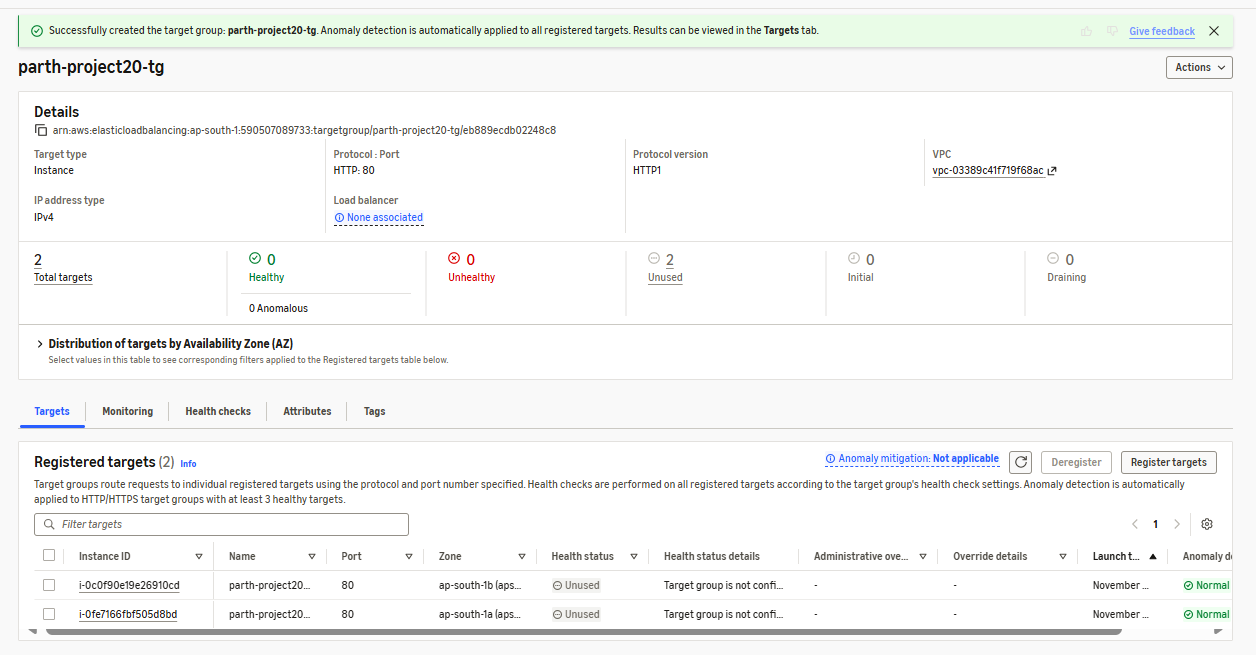 Successfully created the target group: parth-project20-tg. Anomaly detection is automatically applied to all registered targets. Results can be viewed in the Targets tab.
Give feedback
parth-project20-tg
Actions
Details
arn:aws:elasticloadbalancing:ap-south-1:590507089733:targetgroup/parth-project20-tg/eb889ecdb02248c8
Target type
Instance
Protocol : Port
HTTP: 80
Protocol version
HTTP1
VPC
vpc-03389c41f719f68ac
IP address type
IPv4
Load balancer
None associated
2
Total targets
0
Healthy
0 Anomalous
0
Unhealthy
2
Unused
0
Initial
0
Draining
Distribution of targets by Availability Zone (AZ)
Select values in this table to see corresponding filters applied to the Registered targets table below.
Targets Monitoring Health checks Attributes Tags
Registered targets (2) Info
Anomaly mitigation: Not applicable
Deregister
Register targets
Target groups route requests to individual registered targets using the protocol and port number specified. Health checks are performed on all registered targets according to the target group's health check settings. Anomaly detection is automatically
applied to HTTP/HTTPS target groups with at least 3 healthy targets.
Filter targets
1
Instance ID Name Port Zone Health status Health status details Administrative ove... Override details Launch t... Anomaly de
i-0c0f90e19e26910cd parth-project20... 80 ap-south-1b (aps... Unused Target group is not confi... - - November ... Normal
i-0fe7166fbf505d8bd parth-project20... 80 ap-south-1a (aps... Unused Target group is not confi... - - November ... Normal